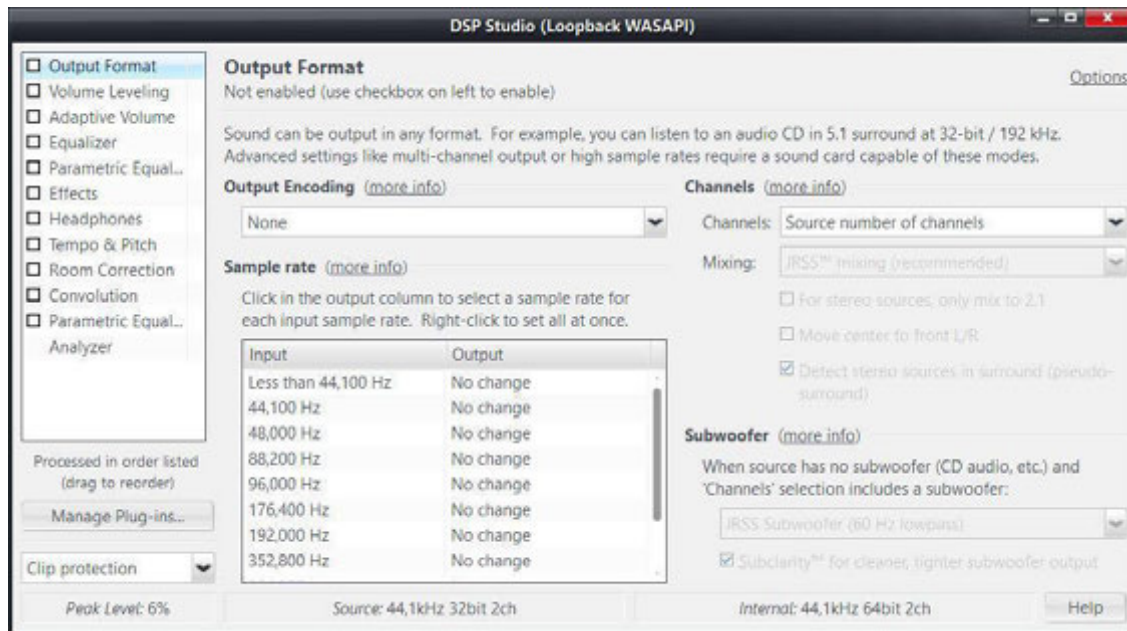 DSP Studio (Loopback WASAPI)
Output Format
Volume Leveling
Adaptive Volume
Equalizer
Parametric Equal...
Effects
Headphones
Tempo & Pitch
Room Correction
Convolution
Parametric Equal...
Analyzer
Processed in order listed
(drag to reorder)
Manage Plug-ins...
Clip protection
Output Format
Not enabled (use checkbox on left to enable)
Options
Sound can be output in any format. For example, you can listen to an audio CD in 5.1 surround at 32-bit / 192 kHz.
Advanced settings like multi-channel output or high sample rates require a sound card capable of these modes.
Output Encoding (more info)
None
Sample rate (more info)
Click in the output column to select a sample rate for
each input sample rate. Right-click to set all at once.
Input Output
Less than 44,100 Hz No change
44,100 Hz No change
48,000 Hz No change
88,200 Hz No change
96,000 Hz No change
176,400 Hz No change
192,000 Hz No change
352,800 Hz No change
Channels (more info)
Channels: Source number of channels
Mixing: JRSS™ mixing (recommended)
For stereo sources, only mix to 2.1
Move center to front L/R
Detect stereo sources in surround (pseudo-
surround)
Subwoofer (more info)
When source has no subwoofer (CD audio, etc.) and
'Channels' selection includes a subwoofer:
JRSS Subwoofer (60 Hz lowpass)
Subclarity™ for cleaner, tighter subwoofer output
Peak Level: 6%
Source: 44,1kHz 32bit 2ch
Internal: 44,1kHz 64bit 2ch
Help